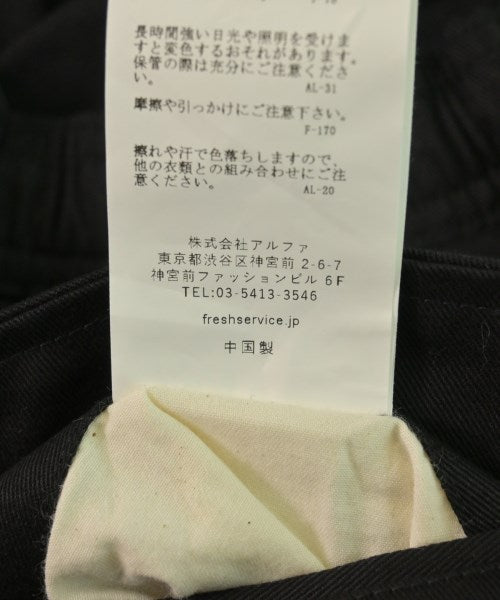 長時間強い日光や照明を受けま
すと変色するおそれがあります。
保管の際は充分にご注意くださ
い。
AL-31
摩擦や引っかけにご注意下さい。
F-170
擦れや汗で色落ちしますので、
他の衣類との組み合わせにご注
意ください。
AL-20
株式会社アルファ
東京都渋谷区神宮前 2-6-7
神宮前ファッションビル 6F
TEL:03-5413-3546
freshservice.jp
中国製